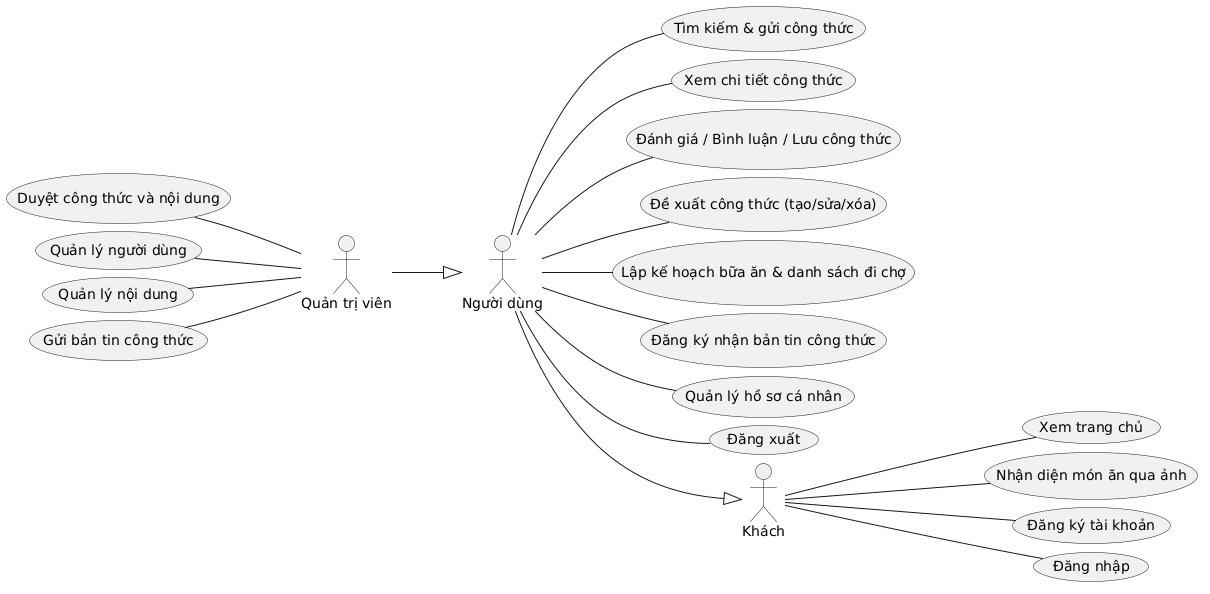 Tìm kiếm & gửi công thức
Xem chi tiết công thức
Đánh giá / Bình luận / Lưu công thức
Đề xuất công thức (tạo/sửa/xóa)
Lập kế hoạch bữa ăn & danh sách đi chợ
Đăng ký nhận bản tin công thức
Quản lý hồ sơ cá nhân
Đăng xuất
Duyệt công thức và nội dung
Quản lý người dùng
Quản lý nội dung
Gửi bản tin công thức
Quản trị viên
Người dùng
Khách
Xem trang chủ
Nhận diện món ăn qua ảnh
Đăng ký tài khoản
Đăng nhập